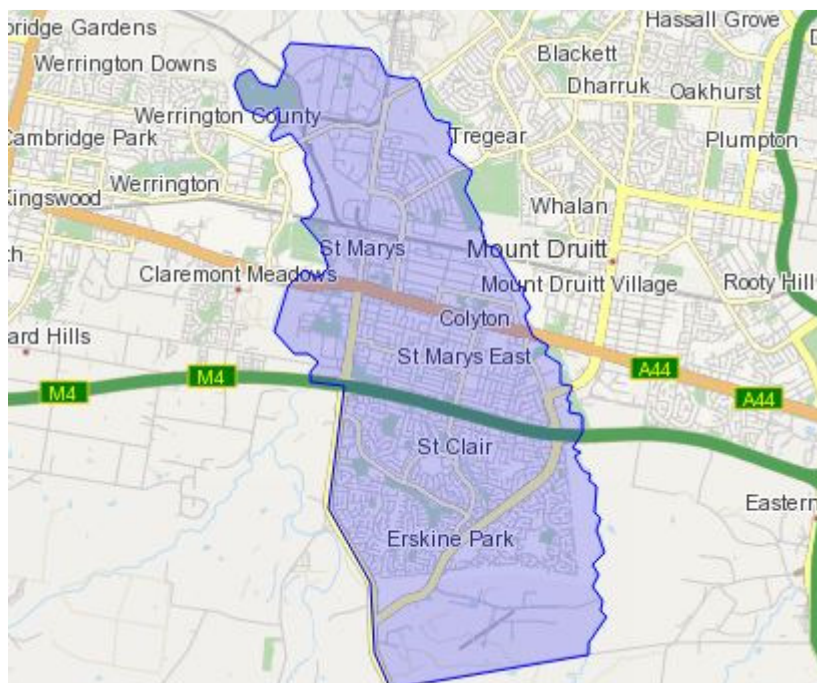 bridge Gardens
Hassall Grove
Werrington Downs
Blackett
Dharruk
Oakhurst
Werrington County
Cambridge Park
Tregear
Plumpton
Werrington
Kingswood
Whalan
St Marys
Mount Druitt
th
Claremont Meadows
Mount Druitt Village
Rooty Hill
Colyton
ard Hills
St Marys East
M4
M4
A44
A44
St Clair
Eastern
Erskine Park